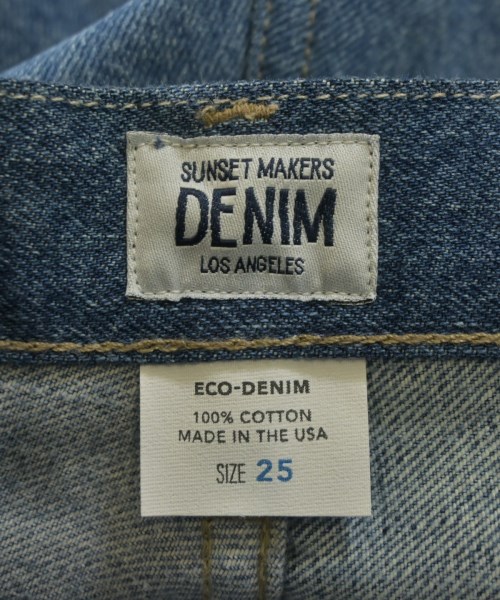 SUNSET MAKERS
DENIM
LOS ANGELES
ECO-DENIM
100% COTTON
MADE IN THE USA
SIZE 25